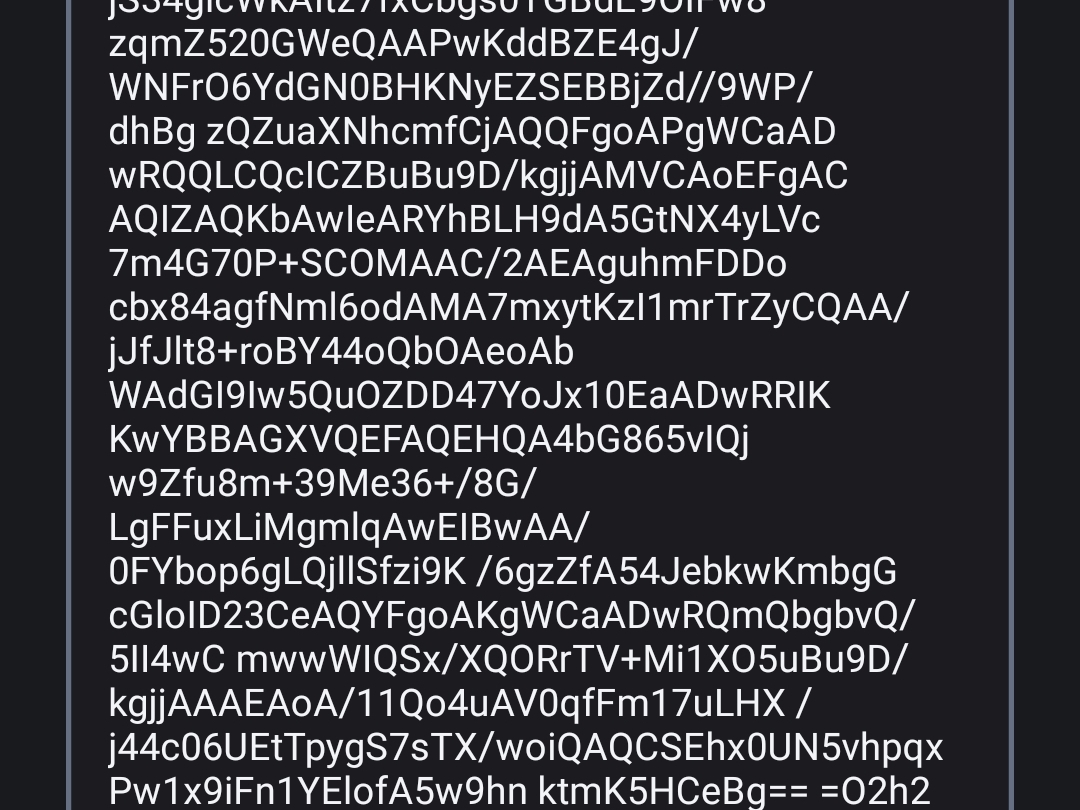 zqmZ520GWeQAAPwKddBZE4gJ/
WNFrO6YdGN0BHKNyEZSEBBjZd//9WP/
dhBg zQZuaXNhcmfCjAQQFgoAPgWCaAD
wRQQLCQcICZBuBu9D/kgjjAMVCAoEFgAC
AQIZAQKbAwIeARYhBLH9dA5GtNX4yLVc
7m4G70P+SCOMAAC/2AEAguhmFDDo
cbx84agfNml6odAMA7mxytKzI1mrTrZyCQAA/
jJfJlt8+roBY44oQbOAeoAb
WAdGI9Iw5QuOZDD47YoJx10EaADwRRIK
KwYBBAGXVQEFAQEHQA4bG865vIQj
w9Zfu8m+39Me36+/8G/
LgFFuxLiMgmlqAwEIBwAA/
0FYbop6gLQjllSfzi9K /6gzZfA54JebkwKmbgG
cGloID23CeAQYFgoAKgWCaADwRQmQbgbvQ/
5II4wC mwwWIQSx/XQORrTV+Mi1XO5uBu9D/
kgjjAAAEAoA/11Qo4uAV0qfFm17uLHX /
j44c06UEtTpygS7sTX/woiQAQCSEhx0UN5vhpqx
Pw1x9iFn1YElofA5w9hn ktmK5HCeBg== =O2h2